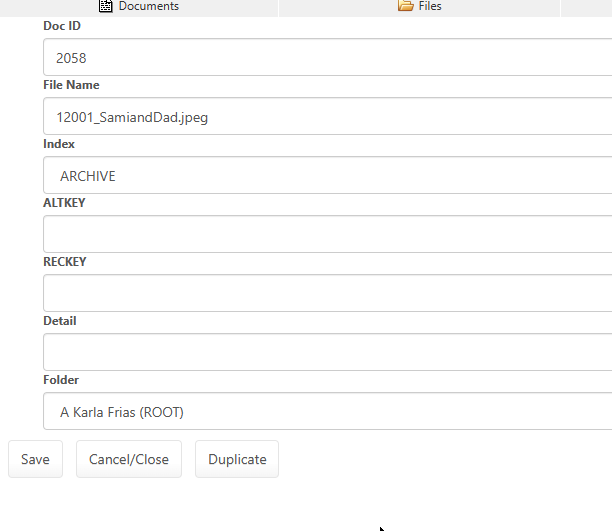 Documents Files
Doc ID
2058
File Name
12001_SamiandDad.jpeg
Index
ARCHIVE
ALTKEY
RECKEY
Detail
Folder
A Karla Frias (ROOT)
Save Cancel/Close Duplicate